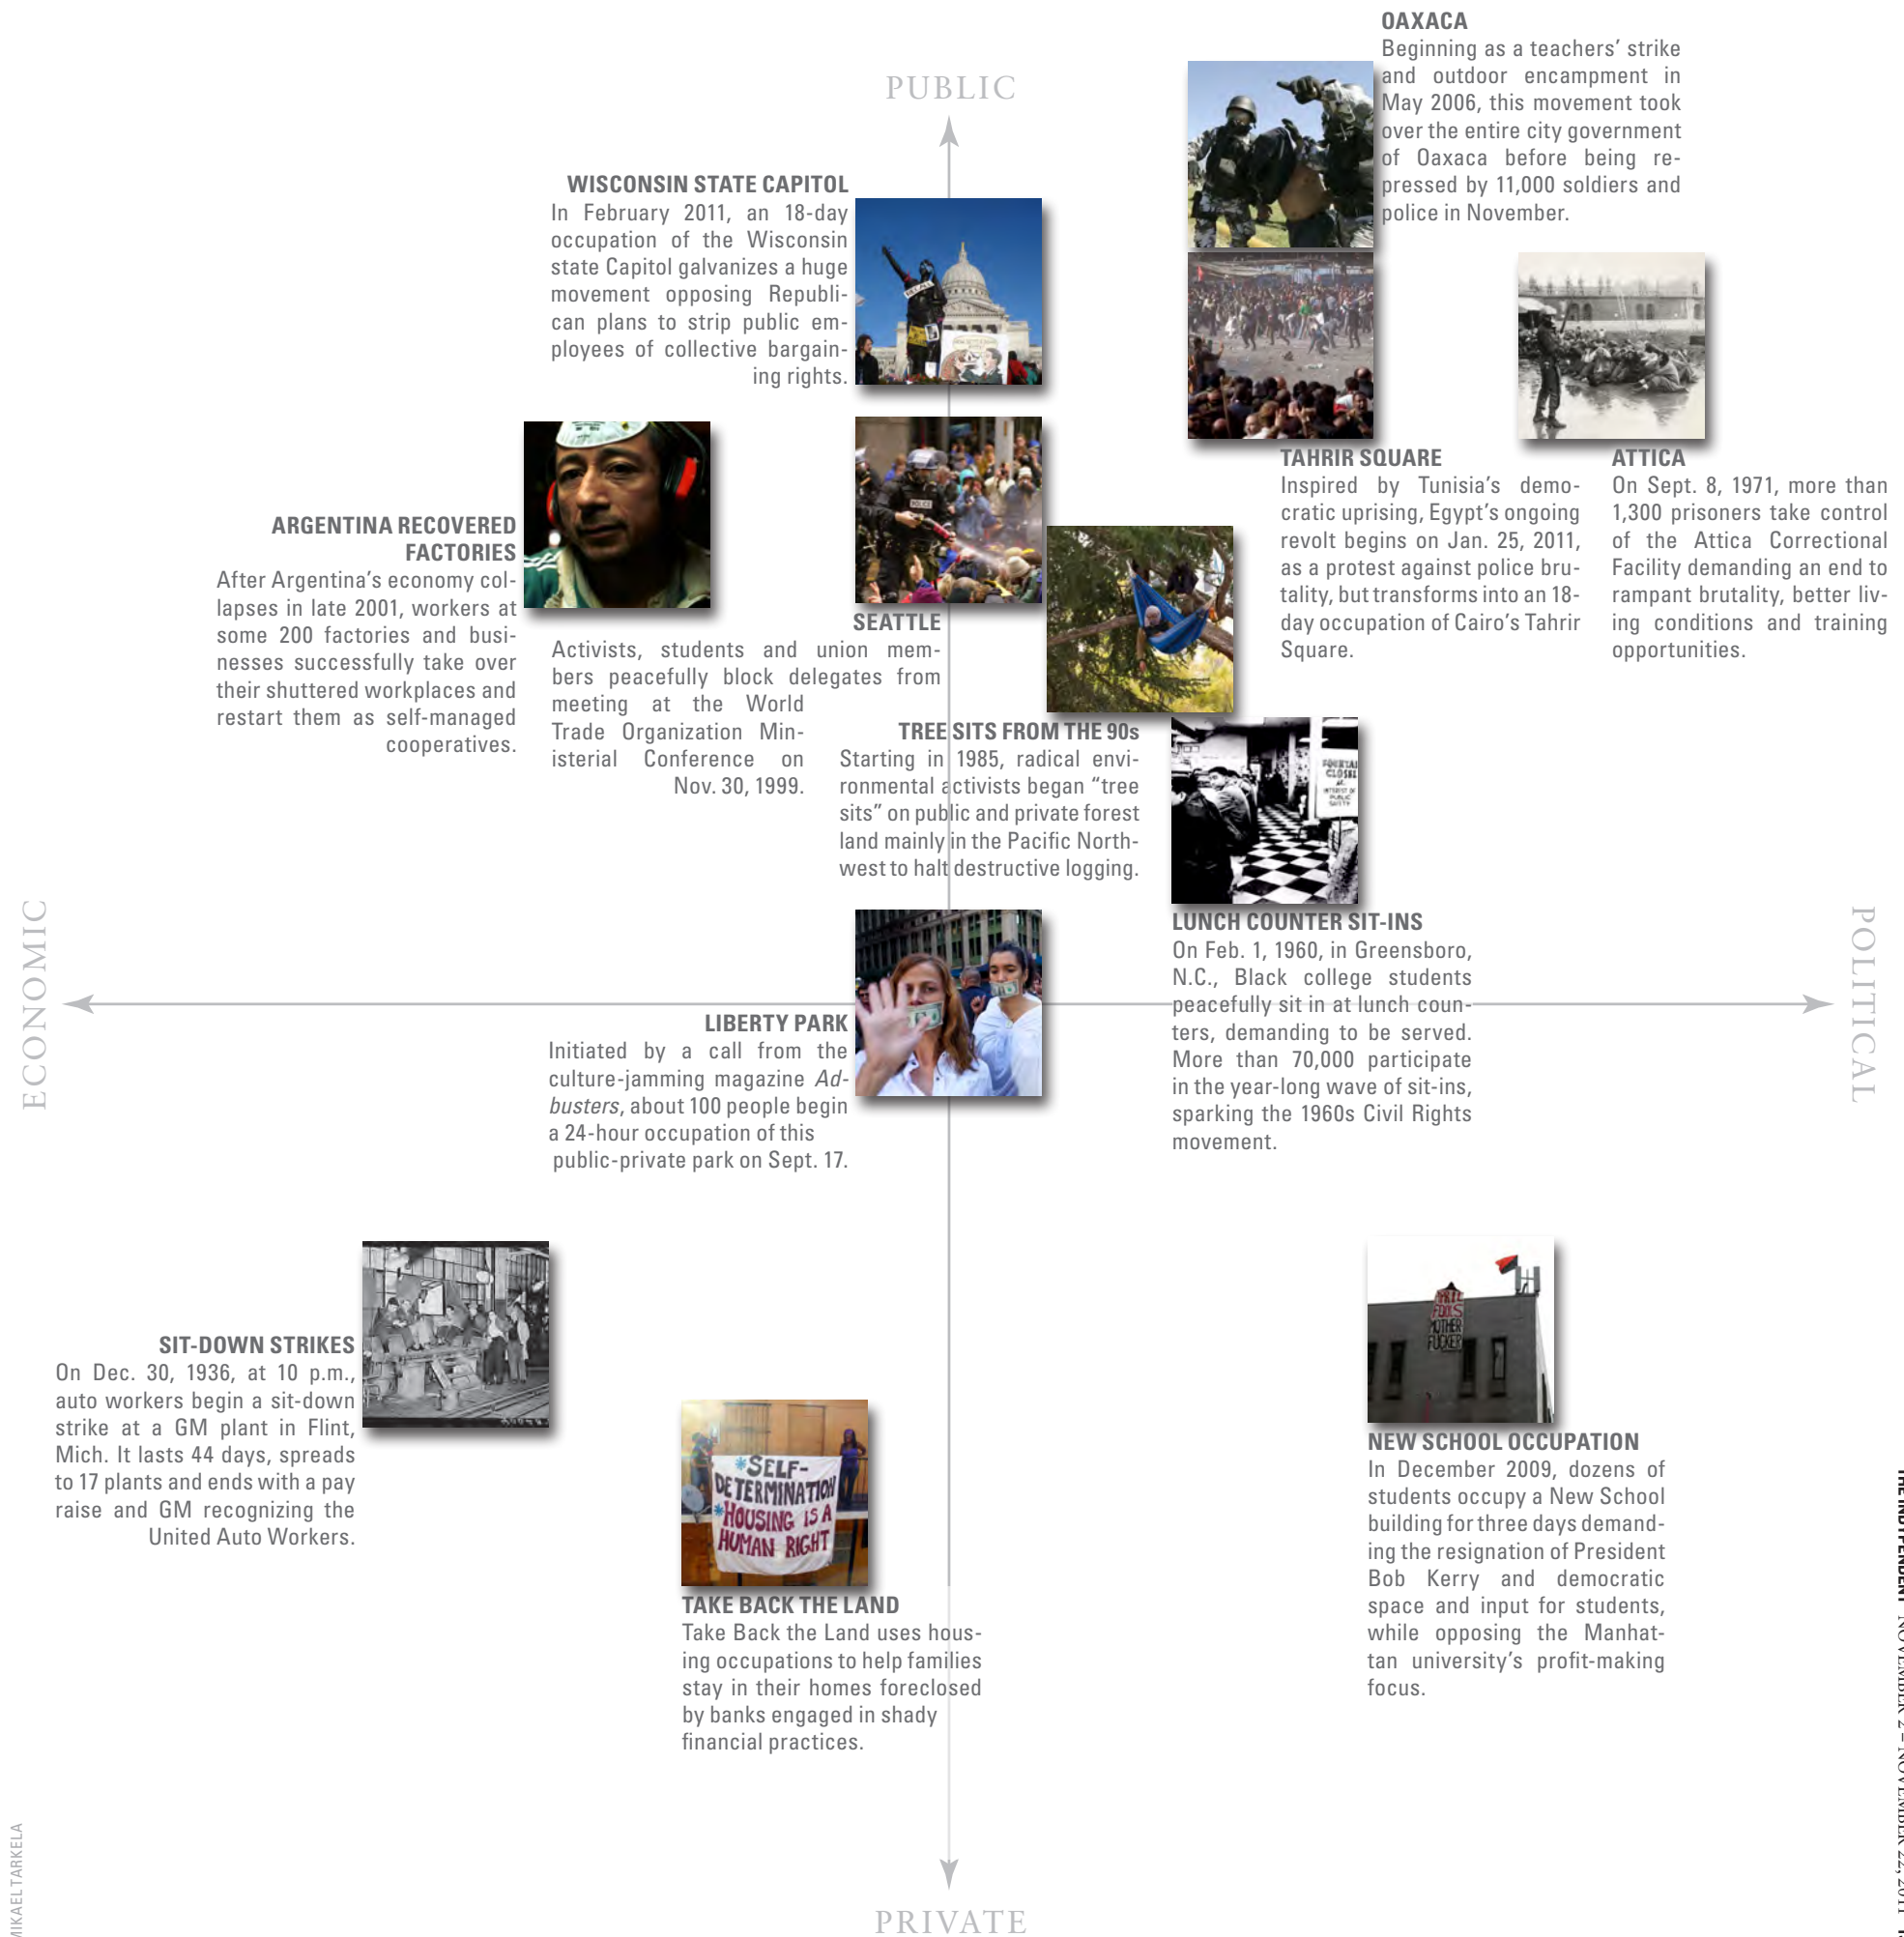 PUBLIC
OAXACA
Beginning as a teachers’ strike
and outdoor encampment in
May 2006, this movement took
over the entire city government
of Oaxaca before being re-
pressed by 11,000 soldiers and
police in November.
WISCONSIN STATE CAPITOL
In February 2011, an 18-day
occupation of the Wisconsin
state Capitol galvanizes a huge
movement opposing Republi-
can plans to strip public em-
ployees of collective bargain-
ing rights.
RECALL
TAHRIR SQUARE
Inspired by Tunisia’s demo-
cratic uprising, Egypt’s ongoing
revolt begins on Jan. 25, 2011,
as a protest against police bru-
tality, but transforms into an 18-
day occupation of Cairo’s Tahrir
Square.
ATTICA
On Sept. 8, 1971, more than
1,300 prisoners take control
of the Attica Correctional
Facility demanding an end to
rampant brutality, better liv-
ing conditions and training
opportunities.
ARGENTINA RECOVERED
FACTORIES
After Argentina’s economy col-
lapses in late 2001, workers at
some 200 factories and busi-
nesses successfully take over
their shuttered workplaces and
restart them as self-managed
cooperatives.
POLICE
SEATTLE
Activists, students and union mem-
bers peacefully block delegates from
meeting at the World
Trade Organization Min-
isterial Conference on
Nov. 30, 1999.
TREE SITS FROM THE 90s
Starting in 1985, radical envi-
ronmental activists began “tree
sits” on public and private forest
land mainly in the Pacific North-
west to halt destructive logging.
CLOSED
INTEREST OF
PUBLIC
SAFETY
LUNCH COUNTER SIT-INS
On Feb. 1, 1960, in Greensboro,
N.C., Black college students
peacefully sit in at lunch coun-
ters, demanding to be served.
More than 70,000 participate
in the year-long wave of sit-ins,
sparking the 1960s Civil Rights
movement.
ECONOMIC
POLITICAL
LIBERTY PARK
Initiated by a call from the
culture-jamming magazine Ad-
busters, about 100 people begin
a 24-hour occupation of this
public-private park on Sept. 17.
SIT-DOWN STRIKES
On Dec. 30, 1936, at 10 p.m.,
auto workers begin a sit-down
strike at a GM plant in Flint,
Mich. It lasts 44 days, spreads
to 17 plants and ends with a pay
raise and GM recognizing the
United Auto Workers.
*SELF-
DETERMINATION
*HOUSING IS A
HUMAN RIGHT
TAKE BACK THE LAND
Take Back the Land uses hous-
ing occupations to help families
stay in their homes foreclosed
by banks engaged in shady
financial practices.
FOOLS
MOTHER
FUCKER
NEW SCHOOL OCCUPATION
In December 2009, dozens of
students occupy a New School
building for three days demand-
ing the resignation of President
Bob Kerry and democratic
space and input for students,
while opposing the Manhat-
tan university’s profit-making
focus.
PRIVATE
MIKAEL TARKELA
THE INDYPENDENT NOVEMBER 2 – NOVEMBER 22, 2011